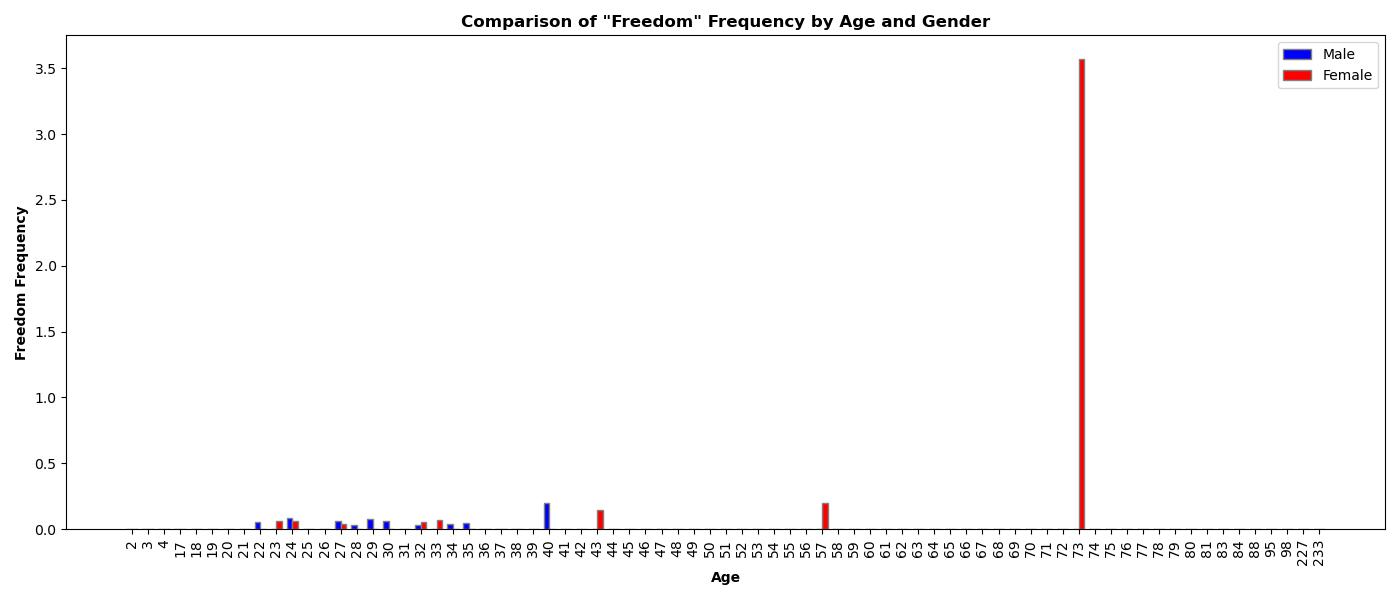 Comparison of "Freedom" Frequency by Age and Gender
Male
Female
Freedom Frequency
3.5
3.0
2.5
2.0
1.5
1.0
0.5
0.0
2 3 4 17 18 19 20 21 22 23 24 25 26 27 28 29 30 31 32 33 34 35 36 37 38 39 40 41 42 43 44 45 46 47 48 49 50 51 52 53 54 55 56 57 58 59 60 61 62 63 64 65 66 67 68 69 70 71 72 73 74 75 76 77 78 79 80 81 83 84 88 95 98 227 233
Age